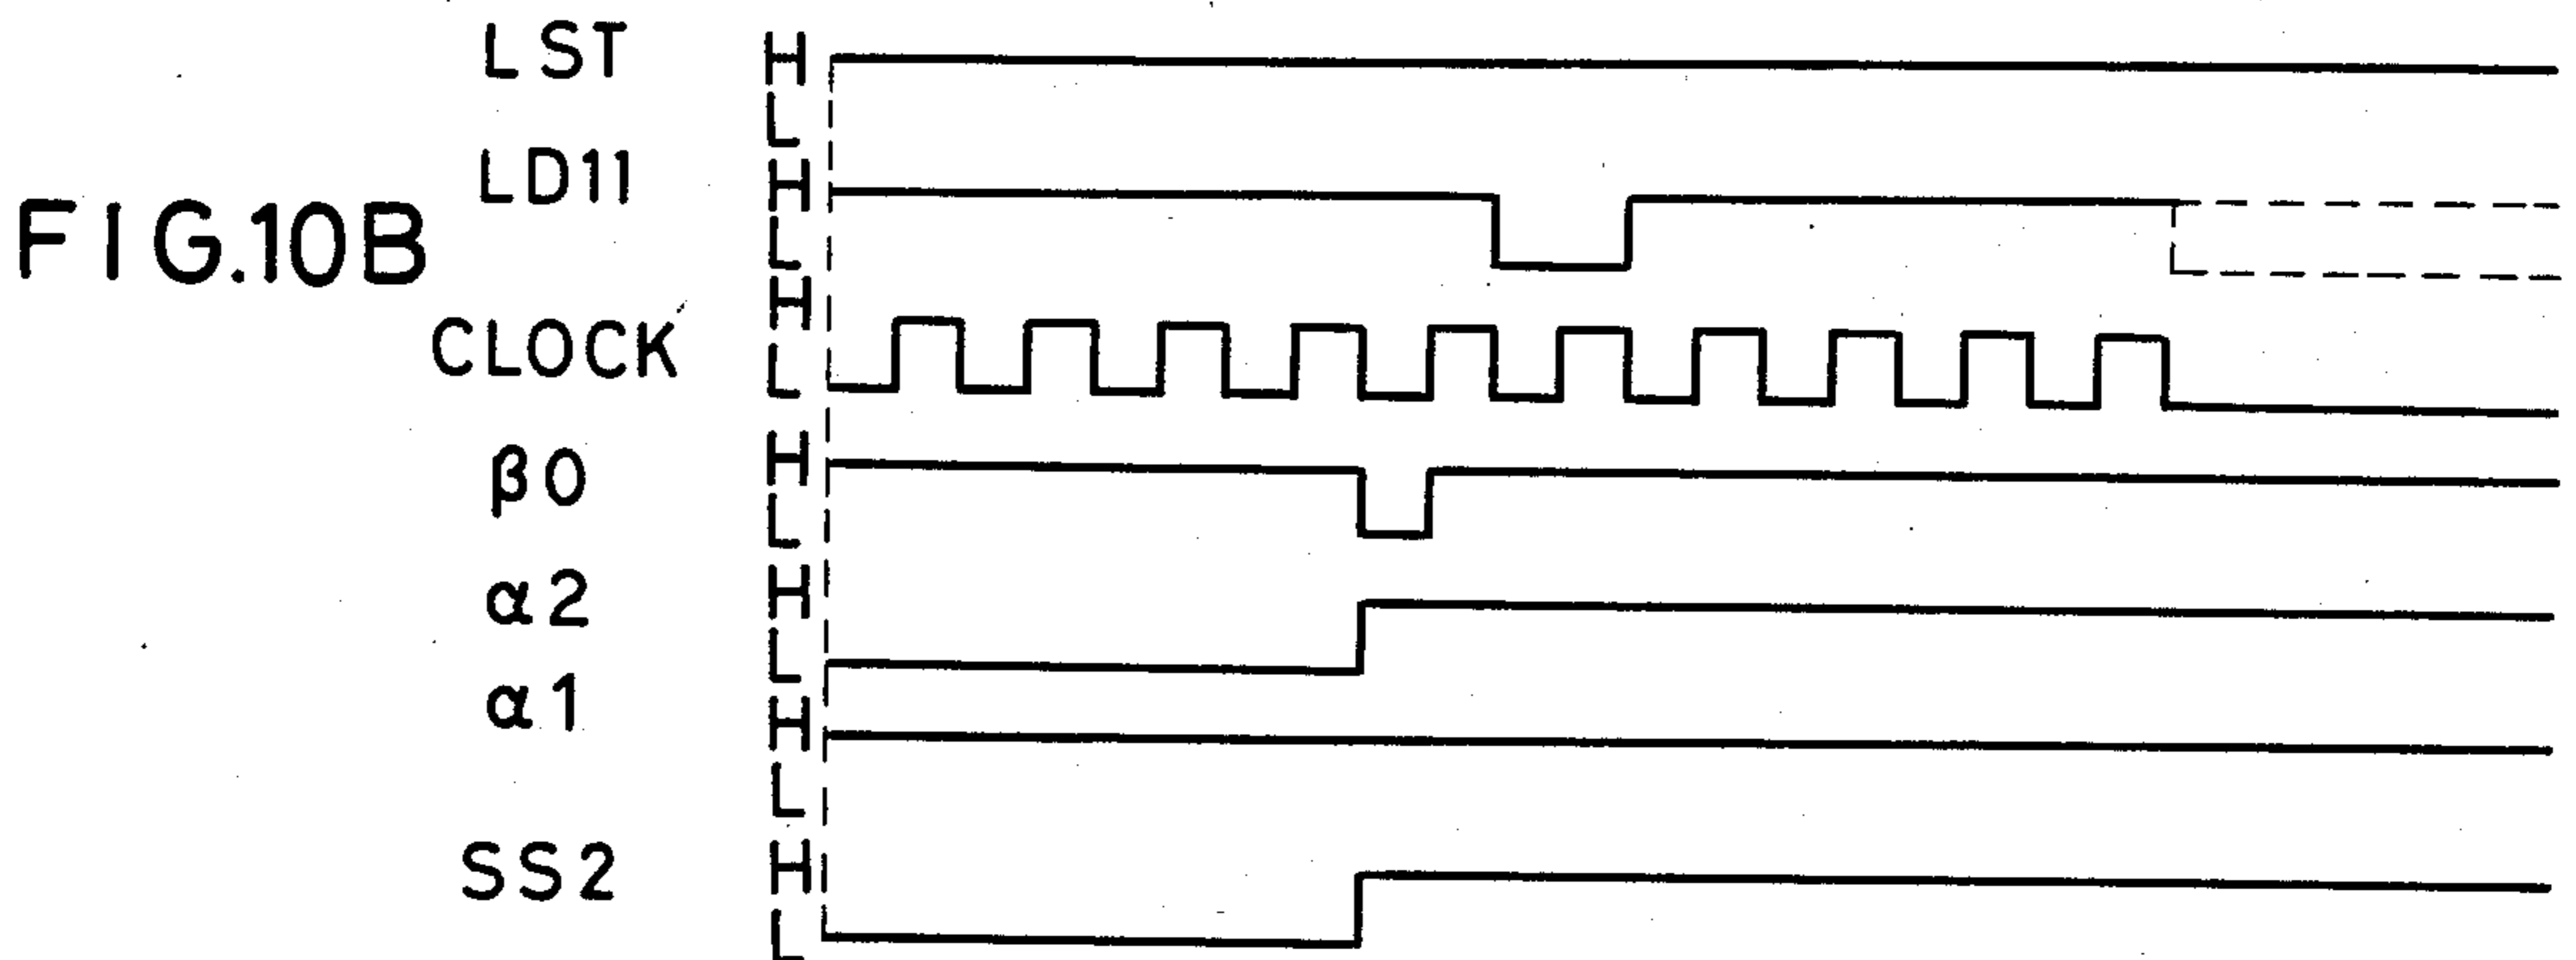 LST H
L
LD11 H
L
FIG.10B
CLOCK H
L
β0 H
L
α2 H
L
α1 H
L
SS2 H
L